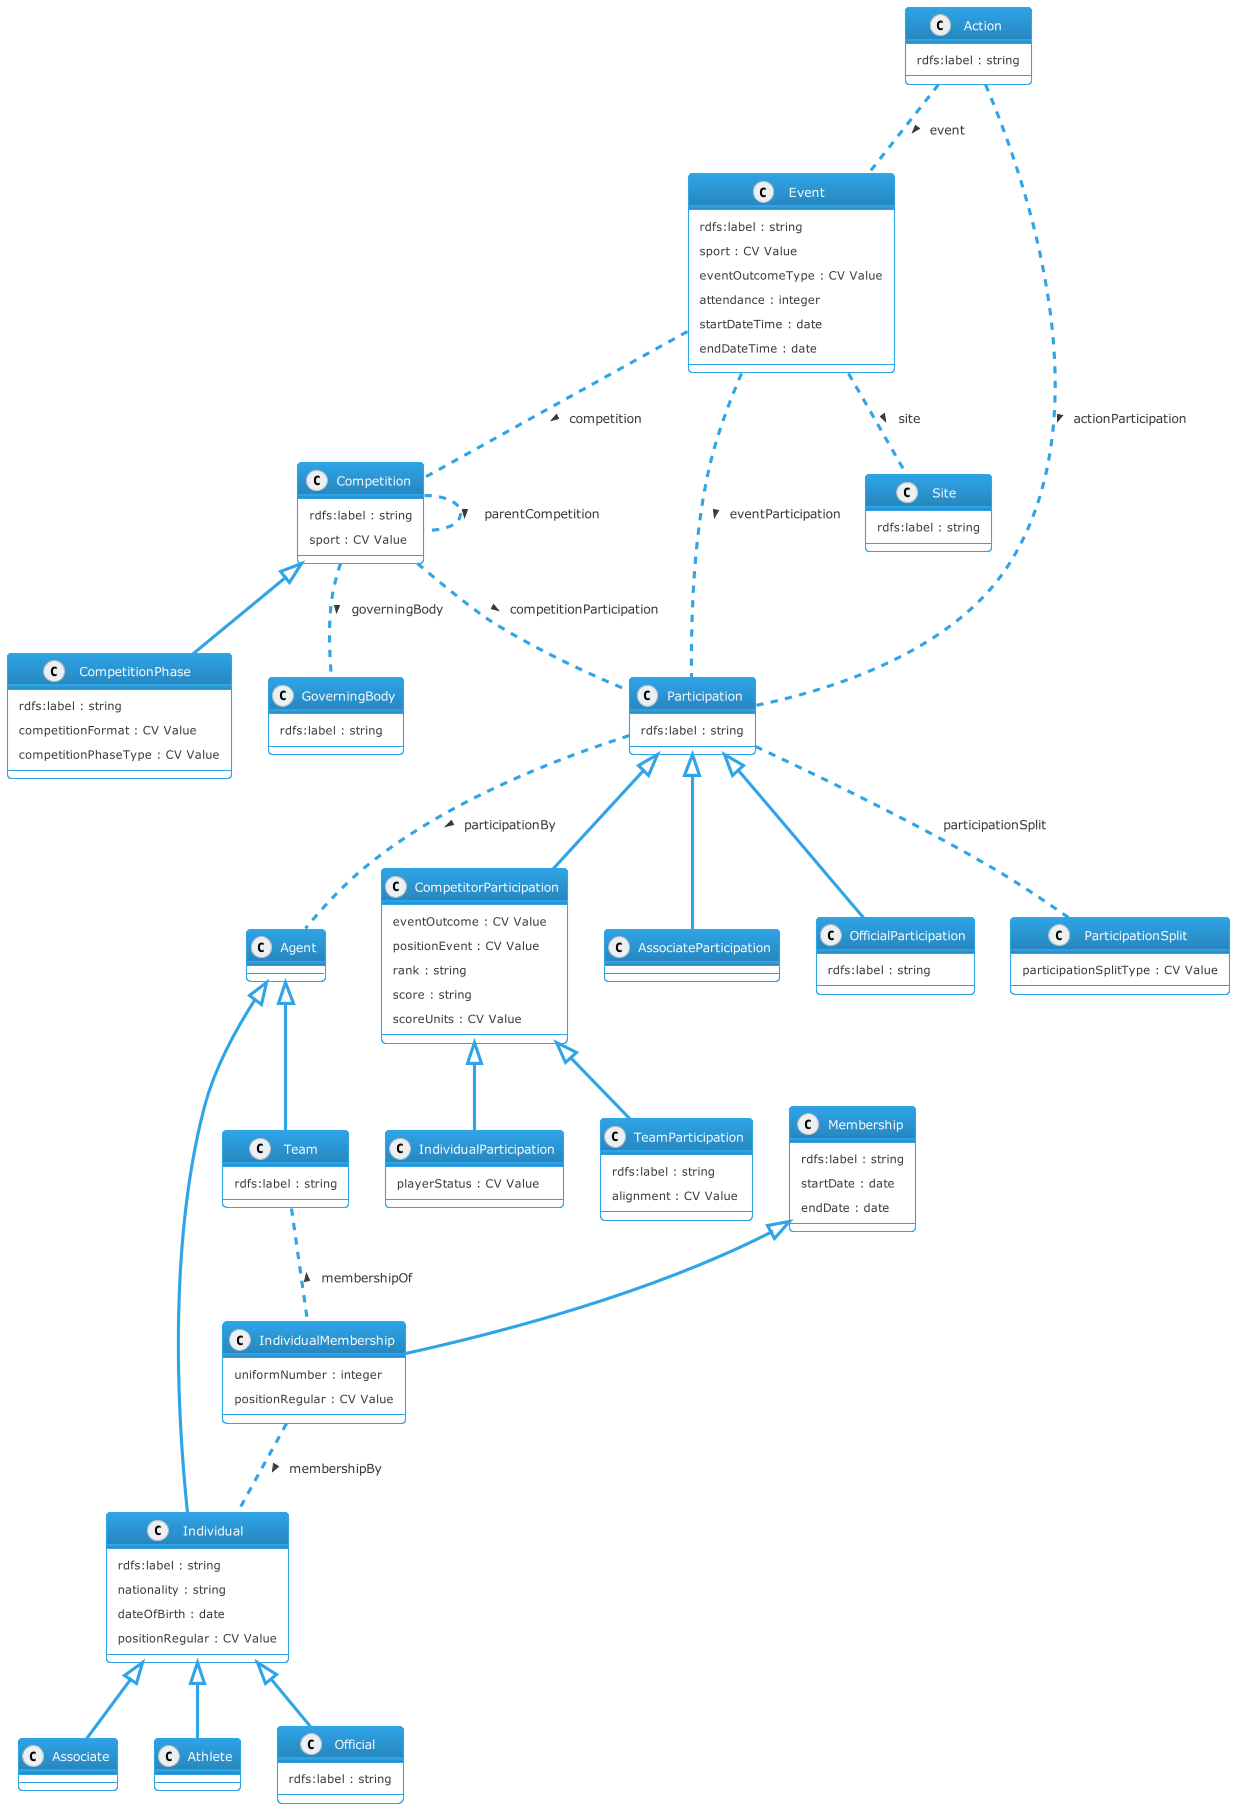 C Action
rdfs:label : string
event
C Event
rdfs:label : string
sport : CV Value
eventOutcomeType : CV Value
attendance : integer
startDateTime : date
endDateTime : date
competition
site
actionParticipation
C Competition
rdfs:label : string
sport : CV Value
parentCompetition
eventParticipation
C Site
rdfs:label : string
governingBody
competitionParticipation
C CompetitionPhase
rdfs:label : string
competitionFormat : CV Value
competitionPhaseType : CV Value
C GoverningBody
rdfs:label : string
C Participation
rdfs:label : string
participationBy
participationSplit
C Agent
C CompetitorParticipation
eventOutcome : CV Value
positionEvent : CV Value
rank : string
score : string
scoreUnits : CV Value
C AssociateParticipation
C OfficialParticipation
rdfs:label : string
C ParticipationSplit
participationSplitType : CV Value
C Team
rdfs:label : string
C IndividualParticipation
playerStatus : CV Value
C TeamParticipation
rdfs:label : string
alignment : CV Value
C Membership
rdfs:label : string
startDate : date
endDate : date
membershipOf
C IndividualMembership
uniformNumber : integer
positionRegular : CV Value
membershipBy
C Individual
rdfs:label : string
nationality : string
dateOfBirth : date
positionRegular : CV Value
C Associate
C Athlete
C Official
rdfs:label : string